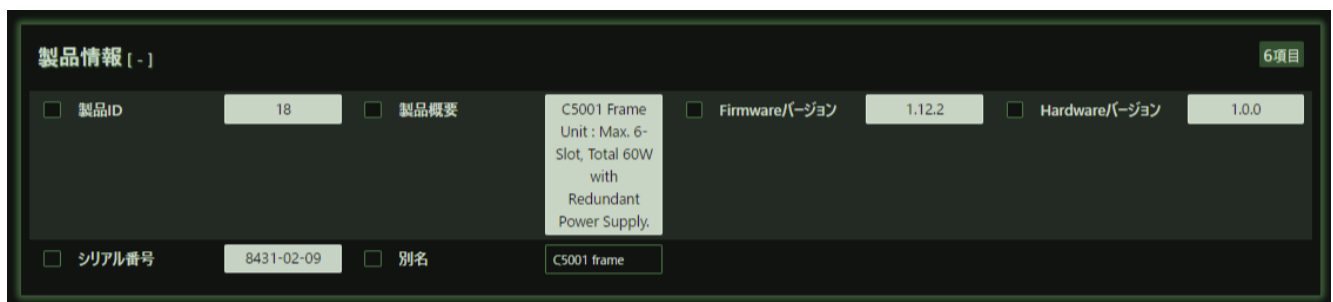 製品情報 [ - ]
6項目
製品ID
18
製品概要
C5001 Frame
Unit : Max. 6-
Slot, Total 60W
with
Redundant
Power Supply.
Firmwareバージョン
1.12.2
Hardwareバージョン
1.0.0
シリアル番号
8431-02-09
別名
C5001 frame